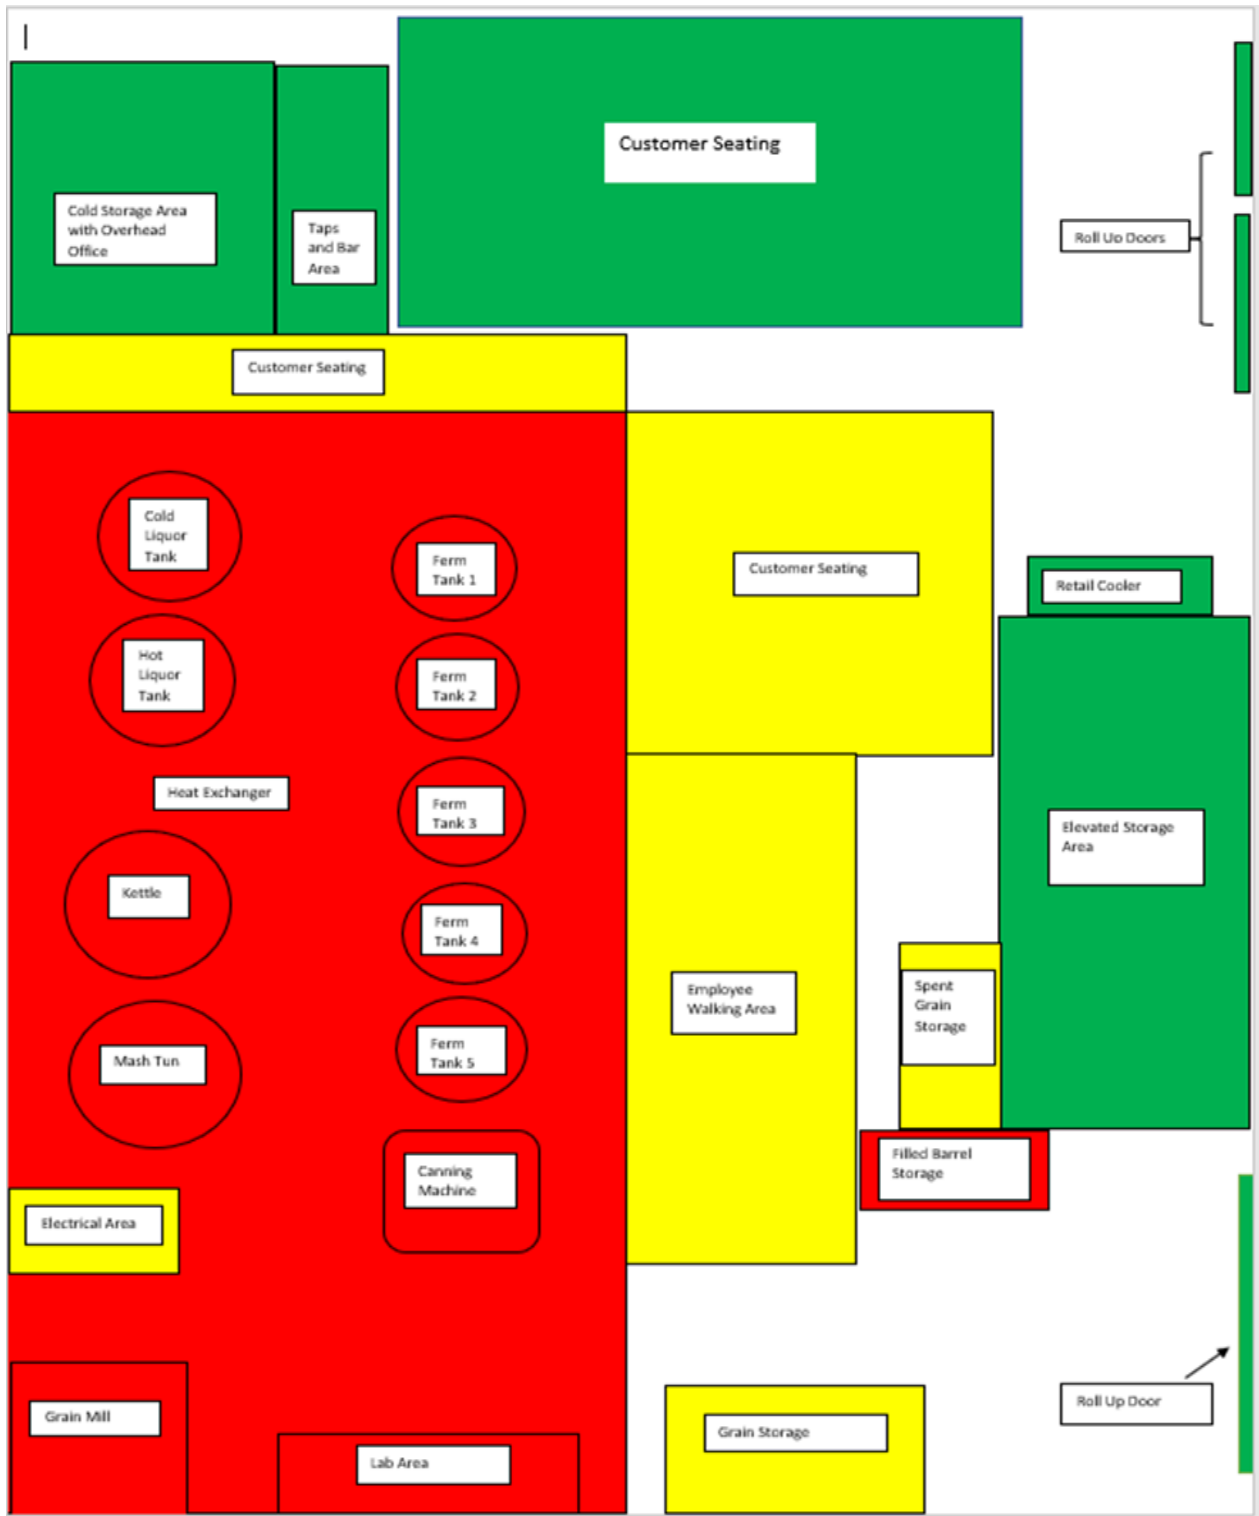 Customer Seating
Cold Storage Area
with Overhead
Office
Taps
and Bar
Area
Roll Up Doors
Customer Seating
Cold
Liquor
Tank
Ferm
Tank 1
Customer Seating
Retail Cooler
Hot
Liquor
Tank
Ferm
Tank 2
Heat Exchanger
Ferm
Tank 3
Elevated Storage
Area
Kettle
Ferm
Tank 4
Employee
Walking Area
Spent
Grain
Storage
Mash Tun
Ferm
Tank 5
Canning
Machine
Filled Barrel
Storage
Electrical Area
Grain Mill
Lab Area
Grain Storage
Roll Up Door